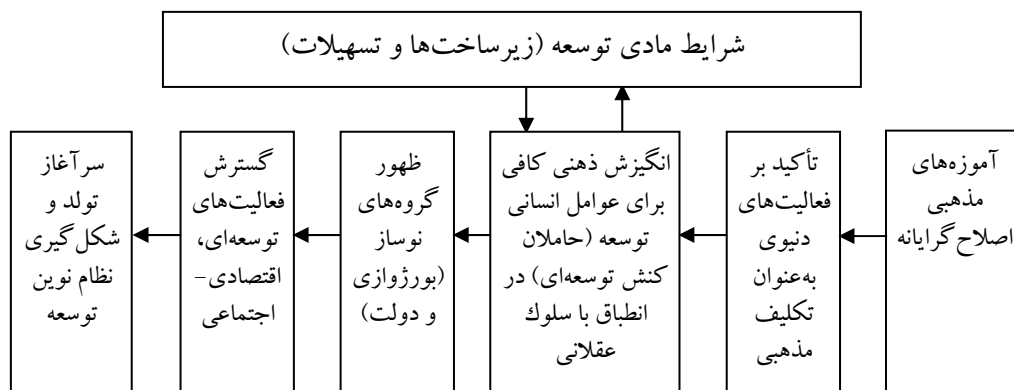 شرایط مادی توسعه (زیرساخت‌ها و تسهیلات)
آموزه‌های
مذهبی
اصلاح‌گرایانه
تأکید بر
فعالیت‌های
دنیوی
به‌عنوان
تکلیف
مذهبی
انگیزش ذهنی کافی
برای عوامل انسانی
توسعه (حاملان
کنش توسعه‌ای) در
انطباق با سلوك
عقلانی
ظهور
گروه‌های
نوساز
(بورژوازی
و دولت)
گسترش
فعالیت‌های
توسعه‌ای،
اقتصادی-
اجتماعی
سرآغاز
تولد و
شکل‌گیری
نظام نوین
توسعه